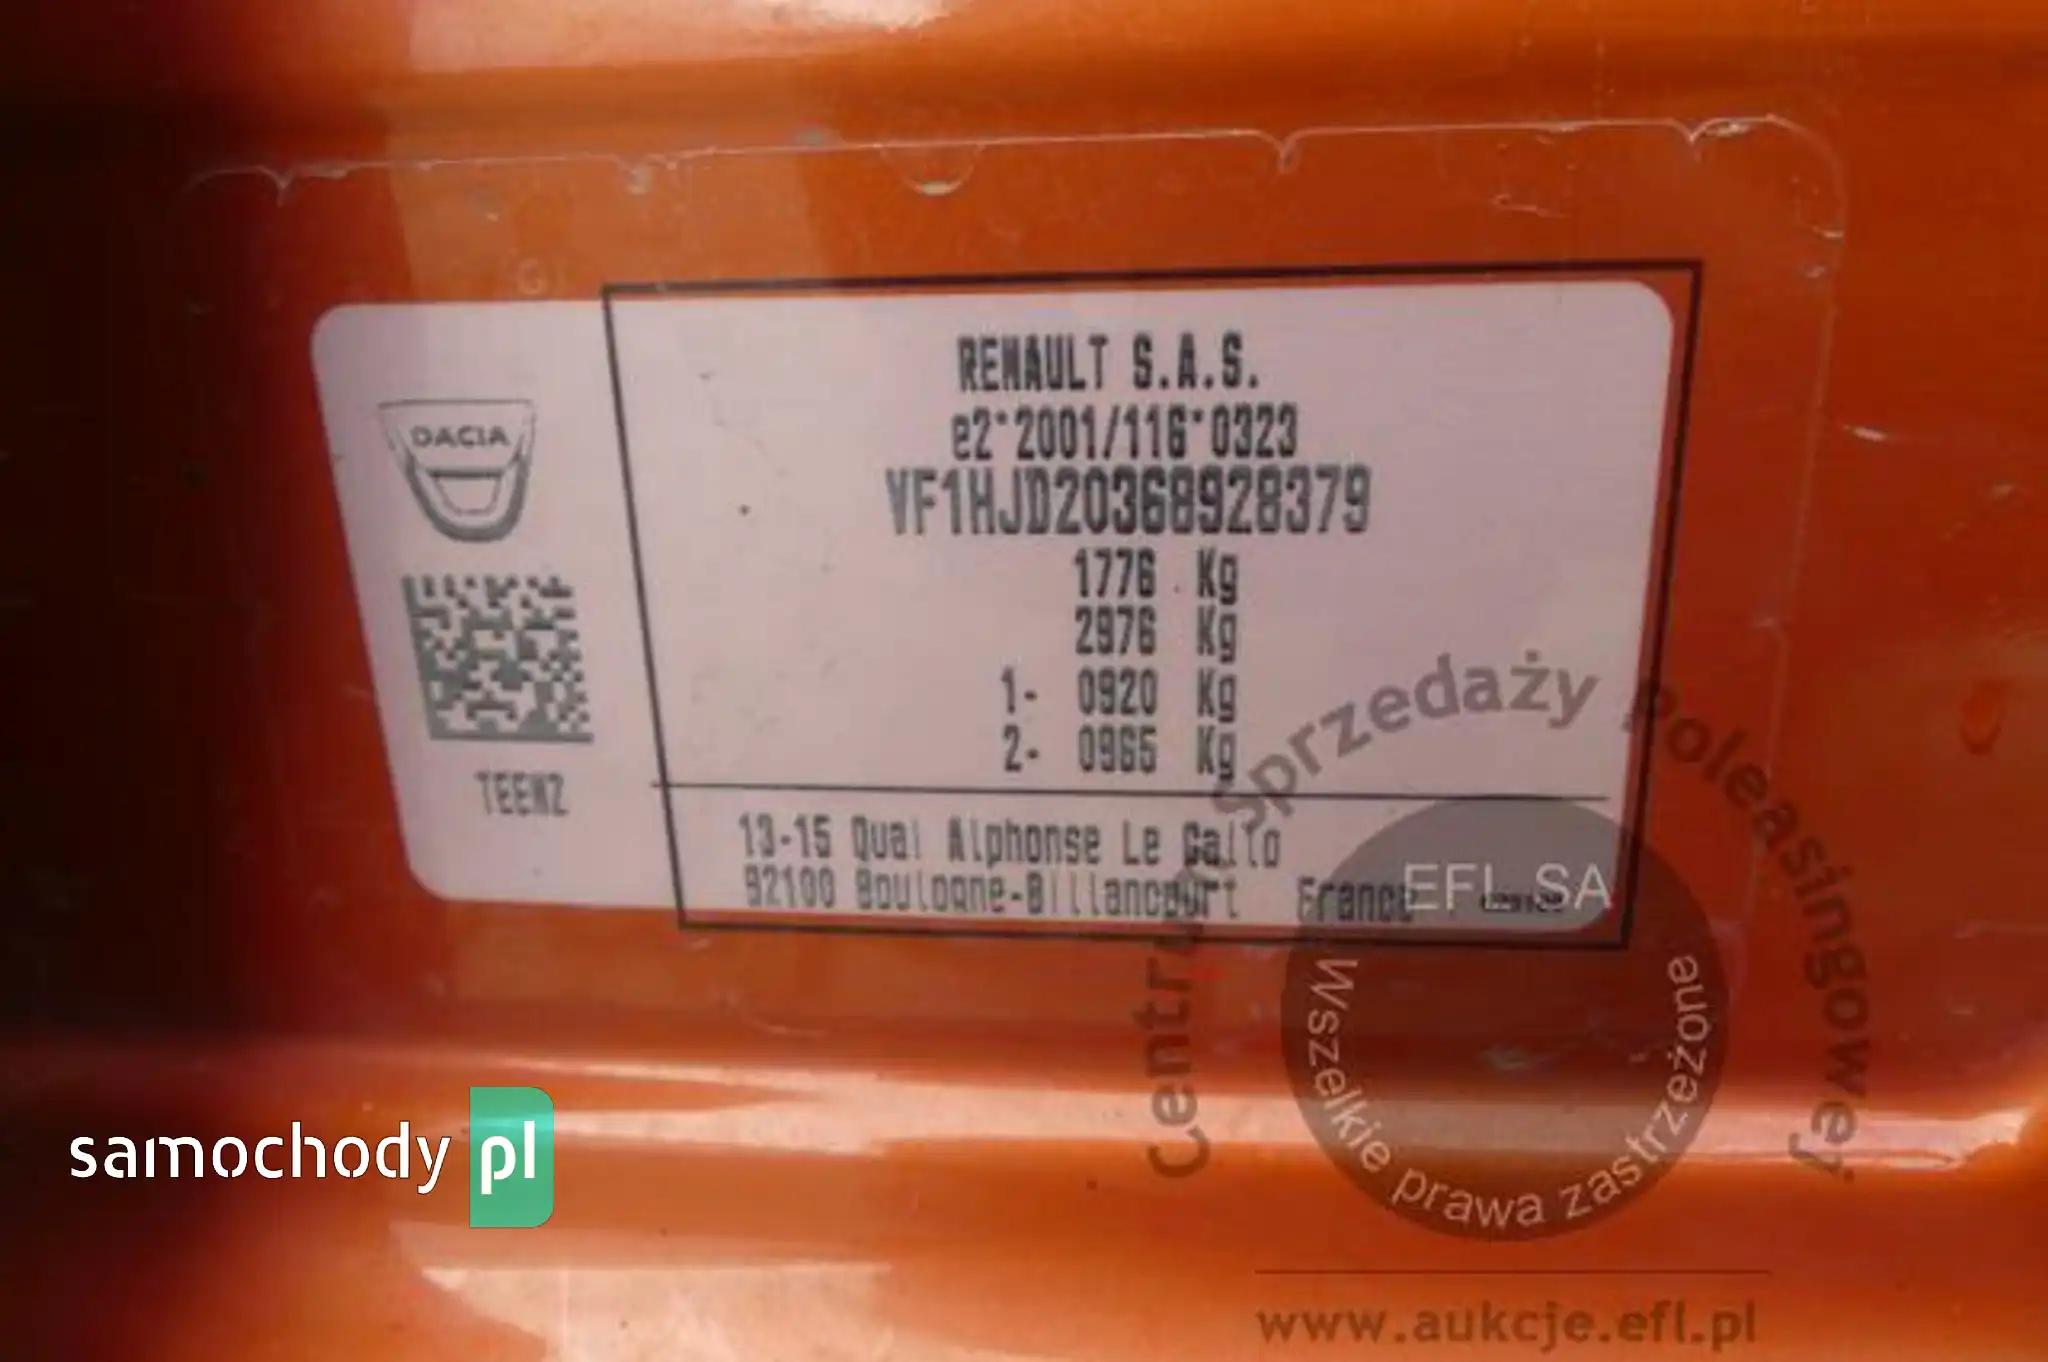 RENAULT S.A.S.
e2*2001/116*0323
VF1HJD20368928379
1776 Kg
2976 Kg
1- 0920 Kg
2- 0965 Kg
DACIA
TEENZ
13-15 Quai Alphonse Le Gallo
92100 Boulogne-Billancourt France
Centrum Sprzedaży Poleasingowej
EFL SA
Wszelkie prawa zastrzeżone
www.aukcje.efl.pl
samochody pl